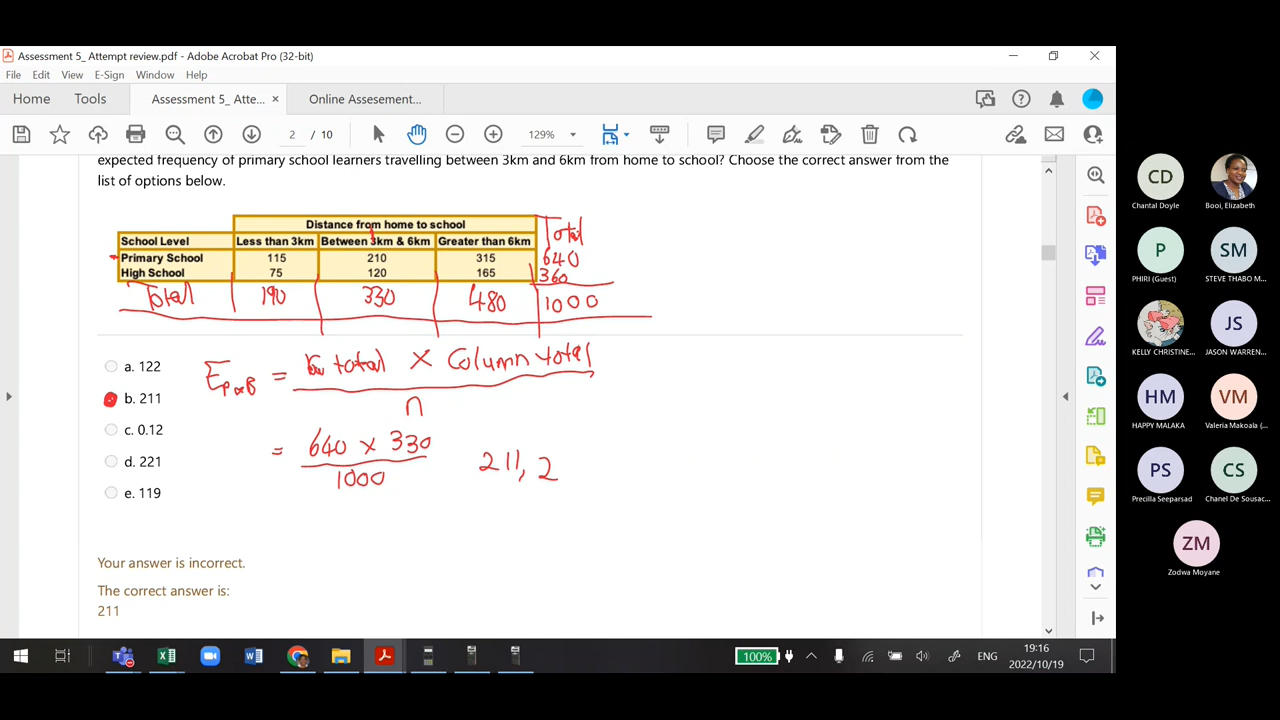 Assessment 5_ Attempt review.pdf - Adobe Acrobat Pro (32-bit)
File Edit View E-Sign Window Help
Home Tools Assessment 5_ Atte... × Online Assesement...
2 / 10 129%
expected frequency of primary school learners travelling between 3km and 6km from home to school? Choose the correct answer from the
list of options below.
Distance from home to school Total
School Level Less than 3km Between 3km & 6km Greater than 6km
Primary School 115 210 315 640
High School 75 120 165 360
Total 190 330 480 1000
a. 122
b. 211
c. 0.12
d. 221
e. 119
= total × Column total
n
= 640 × 330
1000
211,2
Your answer is incorrect.
The correct answer is:
211
CD
Chantal Doyle
Booi, Elizabeth
P
PHIRI (Guest)
SM
STEVE THABO M...
KELLY CHRISTINE...
JS
JASON WARREN...
HM
HAPPY MALAKA
VM
Valeria Makoala (...
PS
Precilla Seeparsad
CS
Chanel De Sousac...
ZM
Zodwa Moyane
100% ENG
19:16
2022/10/19